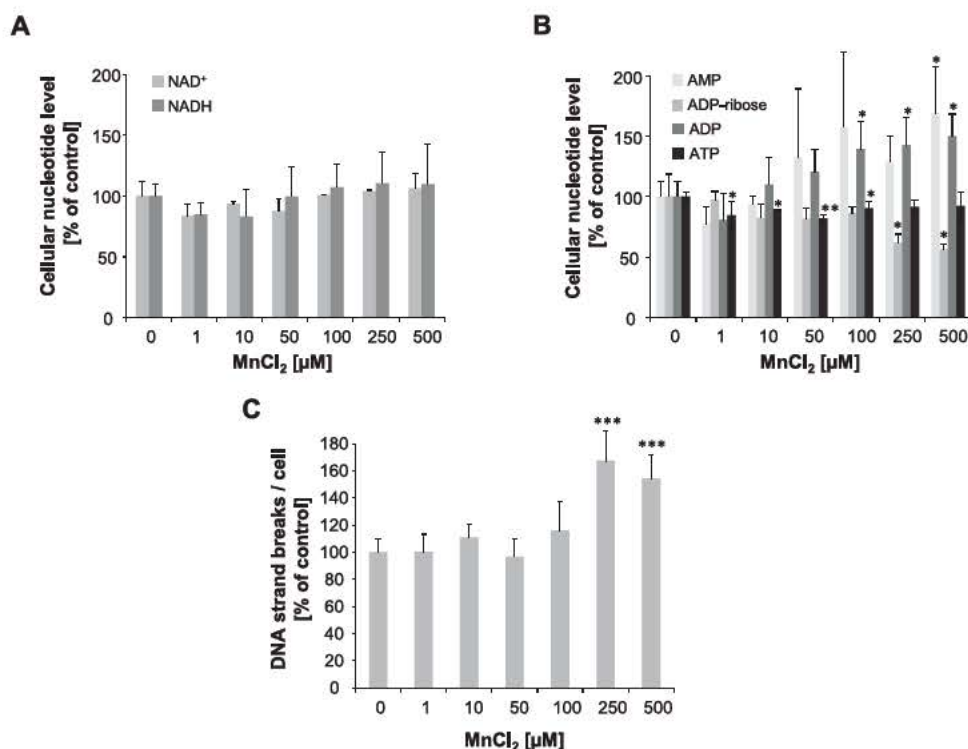 A
Cellular nucleotide level
[% of control]
200
150
100
50
0
NAD⁺
NADH
0 1 10 50 100 250 500
MnCl₂ [µM]
B
Cellular nucleotide level
[% of control]
200
150
100
50
0
AMP
ADP-ribose
ADP
ATP
* * ** * * * * * * *
0 1 10 50 100 250 500
MnCl₂ [µM]
C
DNA strand breaks / cell
[% of control]
180
160
140
120
100
80
60
40
20
0
*** ***
0 1 10 50 100 250 500
MnCl₂ [µM]